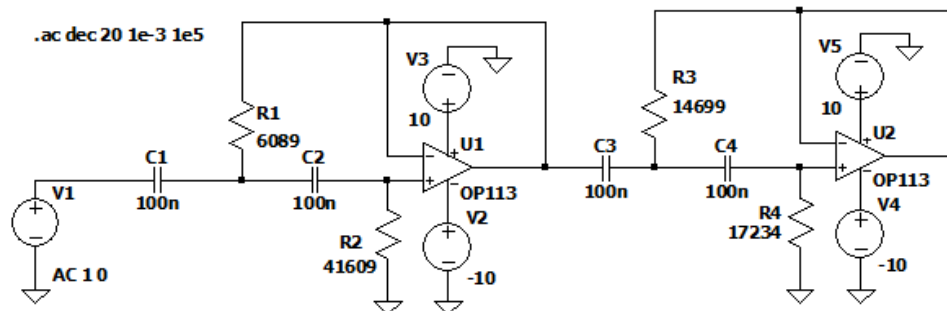 .ac dec 20 1e-3 1e5
V3
10
R1
6089
C1
100n
C2
100n
U1
OP113
V1
AC 1 0
R2
41609
V2
-10
C3
100n
R3
14699
C4
100n
V5
10
U2
OP113
R4
17234
V4
-10